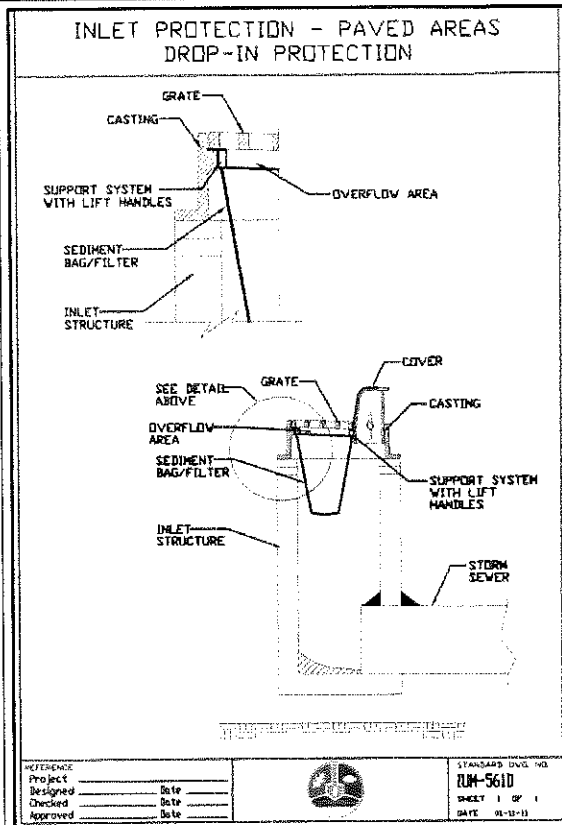 INLET PROTECTION - PAVED AREAS
DROP-IN PROTECTION
GRATE
CASTING
SUPPORT SYSTEM
WITH LIFT HANDLES
OVERFLOW AREA
SEDIMENT
BAG/FILTER
INLET
STRUCTURE
COVER
SEE DETAIL
ABOVE
GRATE
CASTING
OVERFLOW
AREA
SEDIMENT
BAG/FILTER
SUPPORT SYSTEM
WITH LIFT
HANDLES
INLET
STRUCTURE
STORM
SEWER
REFERENCE
Project
Designed Date
Checked Date
Approved Date
STANDARD DWG. NO.
IUM-561D
SHEET 1 OF 1
DATE